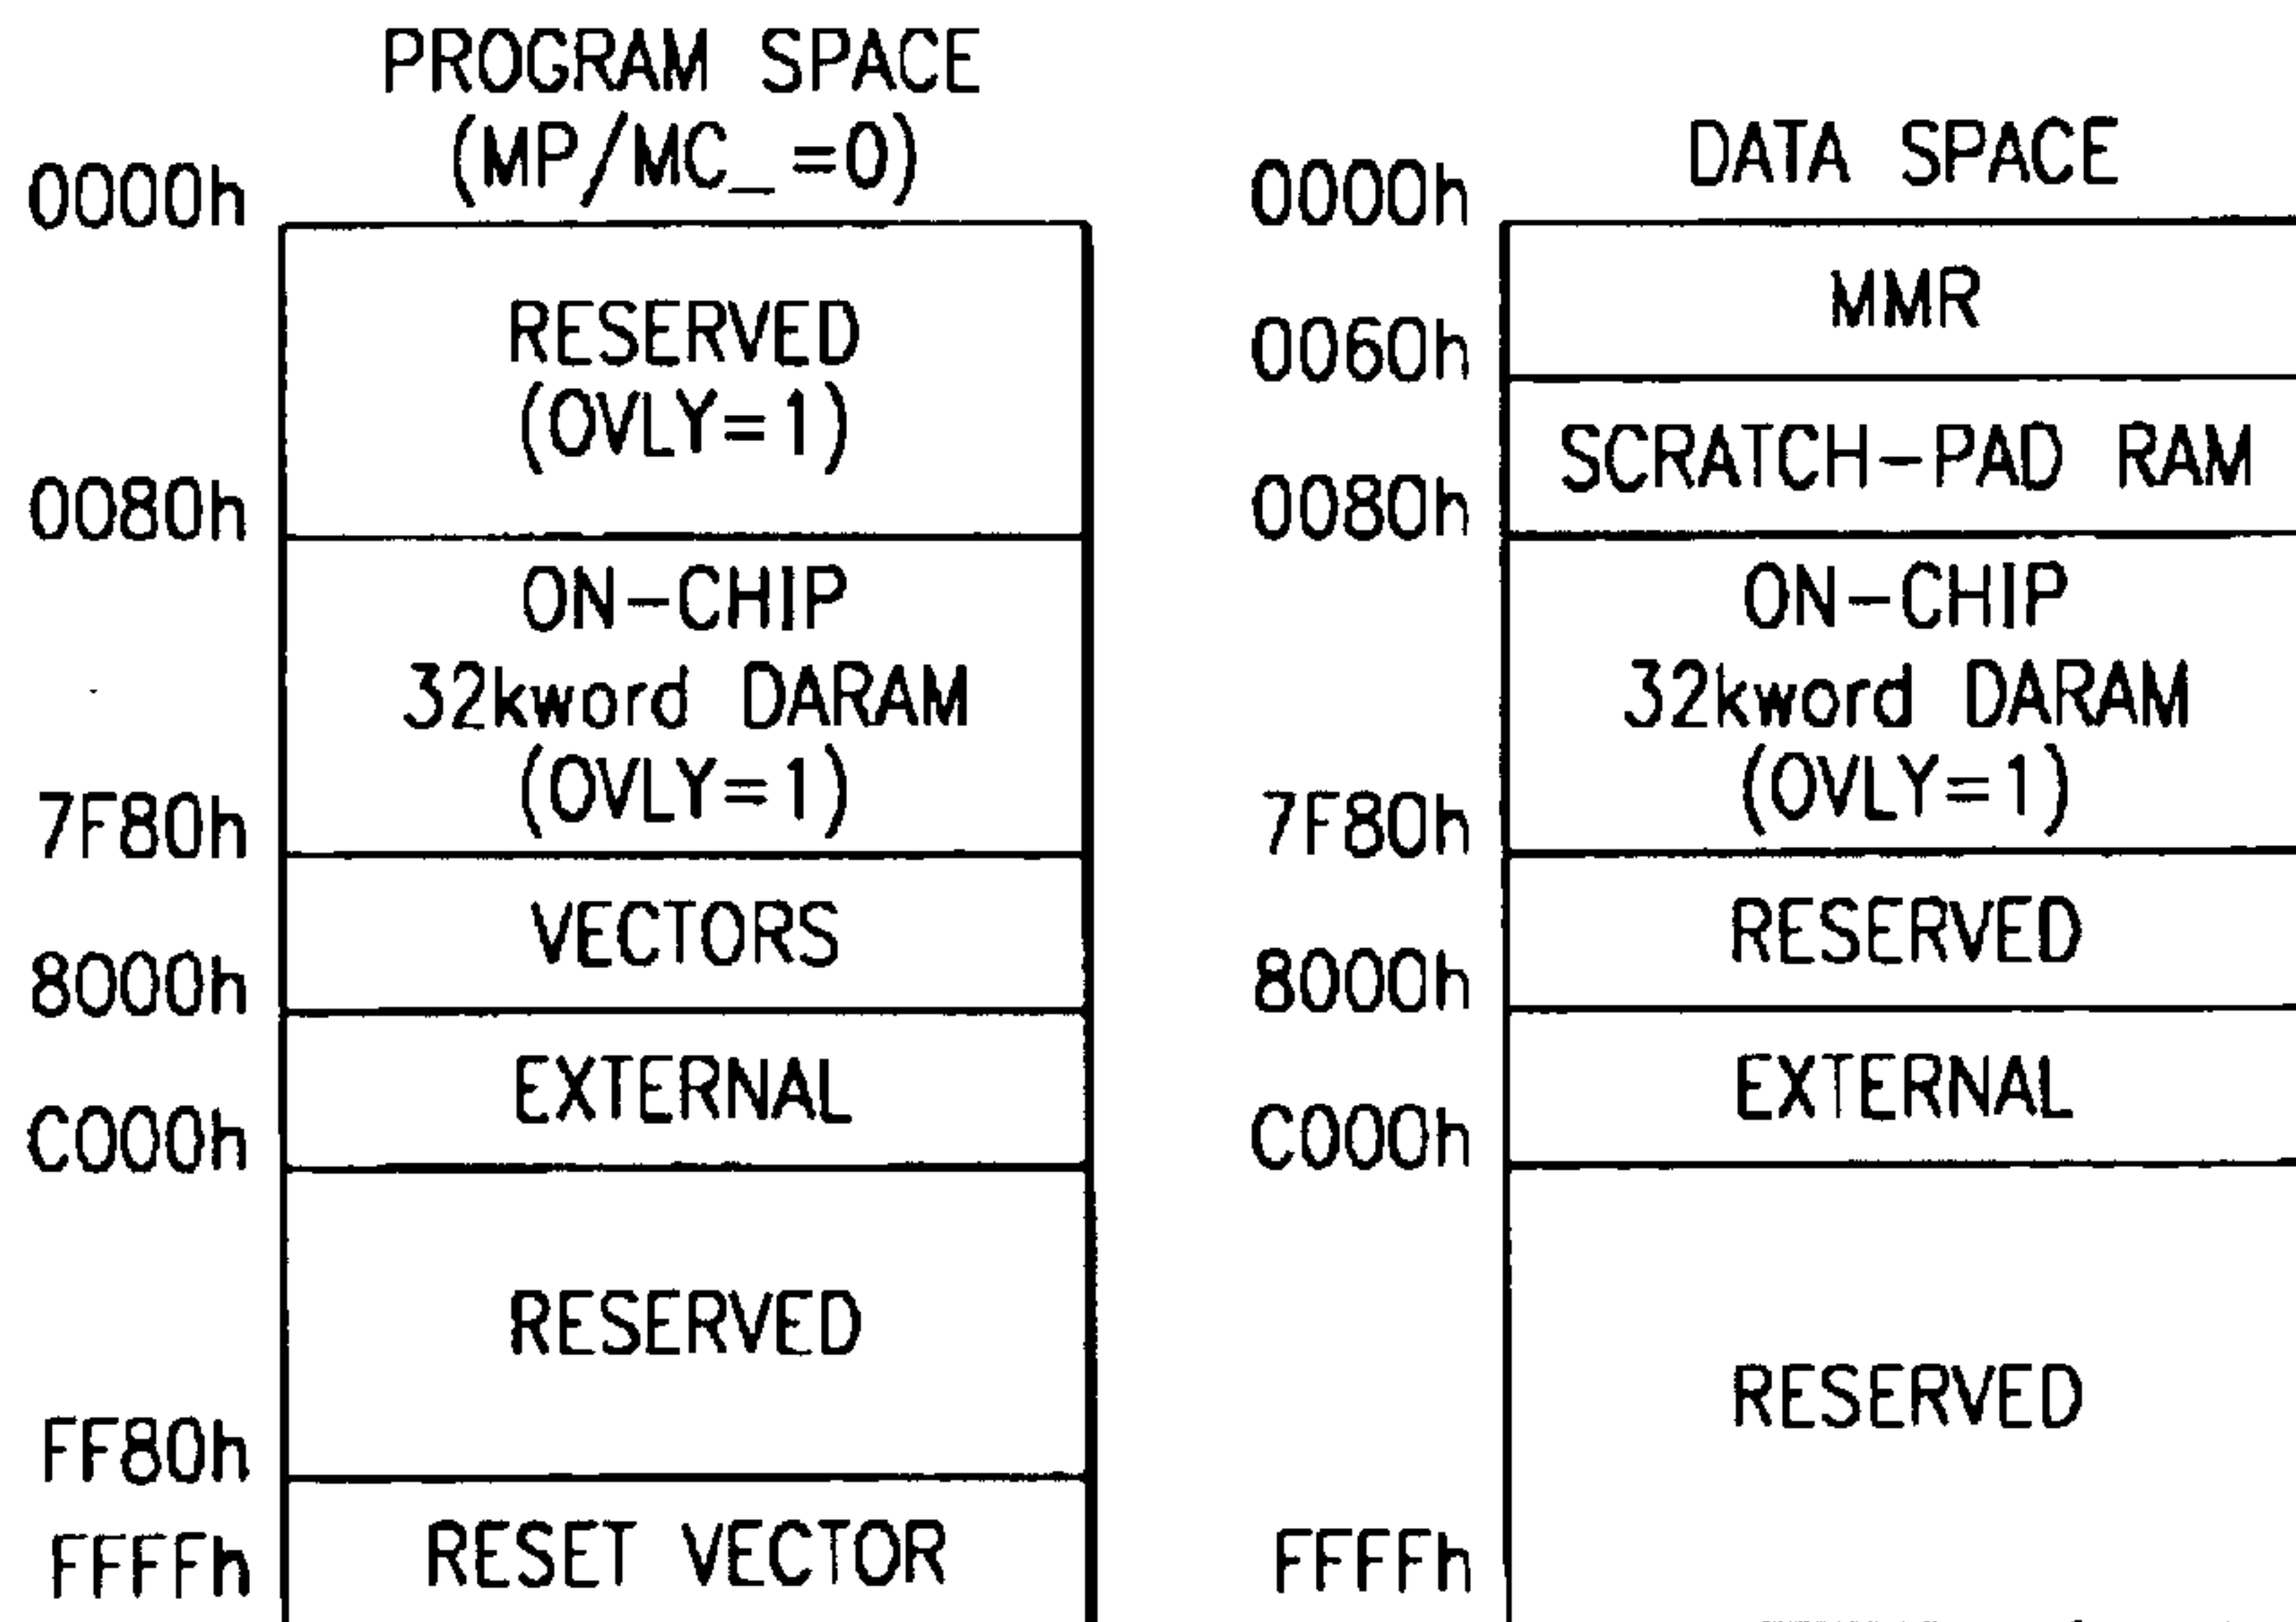 PROGRAM SPACE
(MP/MC_=0)
0000h
RESERVED
(OVLY=1)
0080h
ON-CHIP
32kword DARAM
(OVLY=1)
7F80h
VECTORS
8000h
EXTERNAL
C000h
RESERVED
FF80h
RESET VECTOR
FFFFh
DATA SPACE
0000h
MMR
0060h
SCRATCH-PAD RAM
0080h
ON-CHIP
32kword DARAM
(OVLY=1)
7F80h
RESERVED
8000h
EXTERNAL
C000h
RESERVED
FFFFh